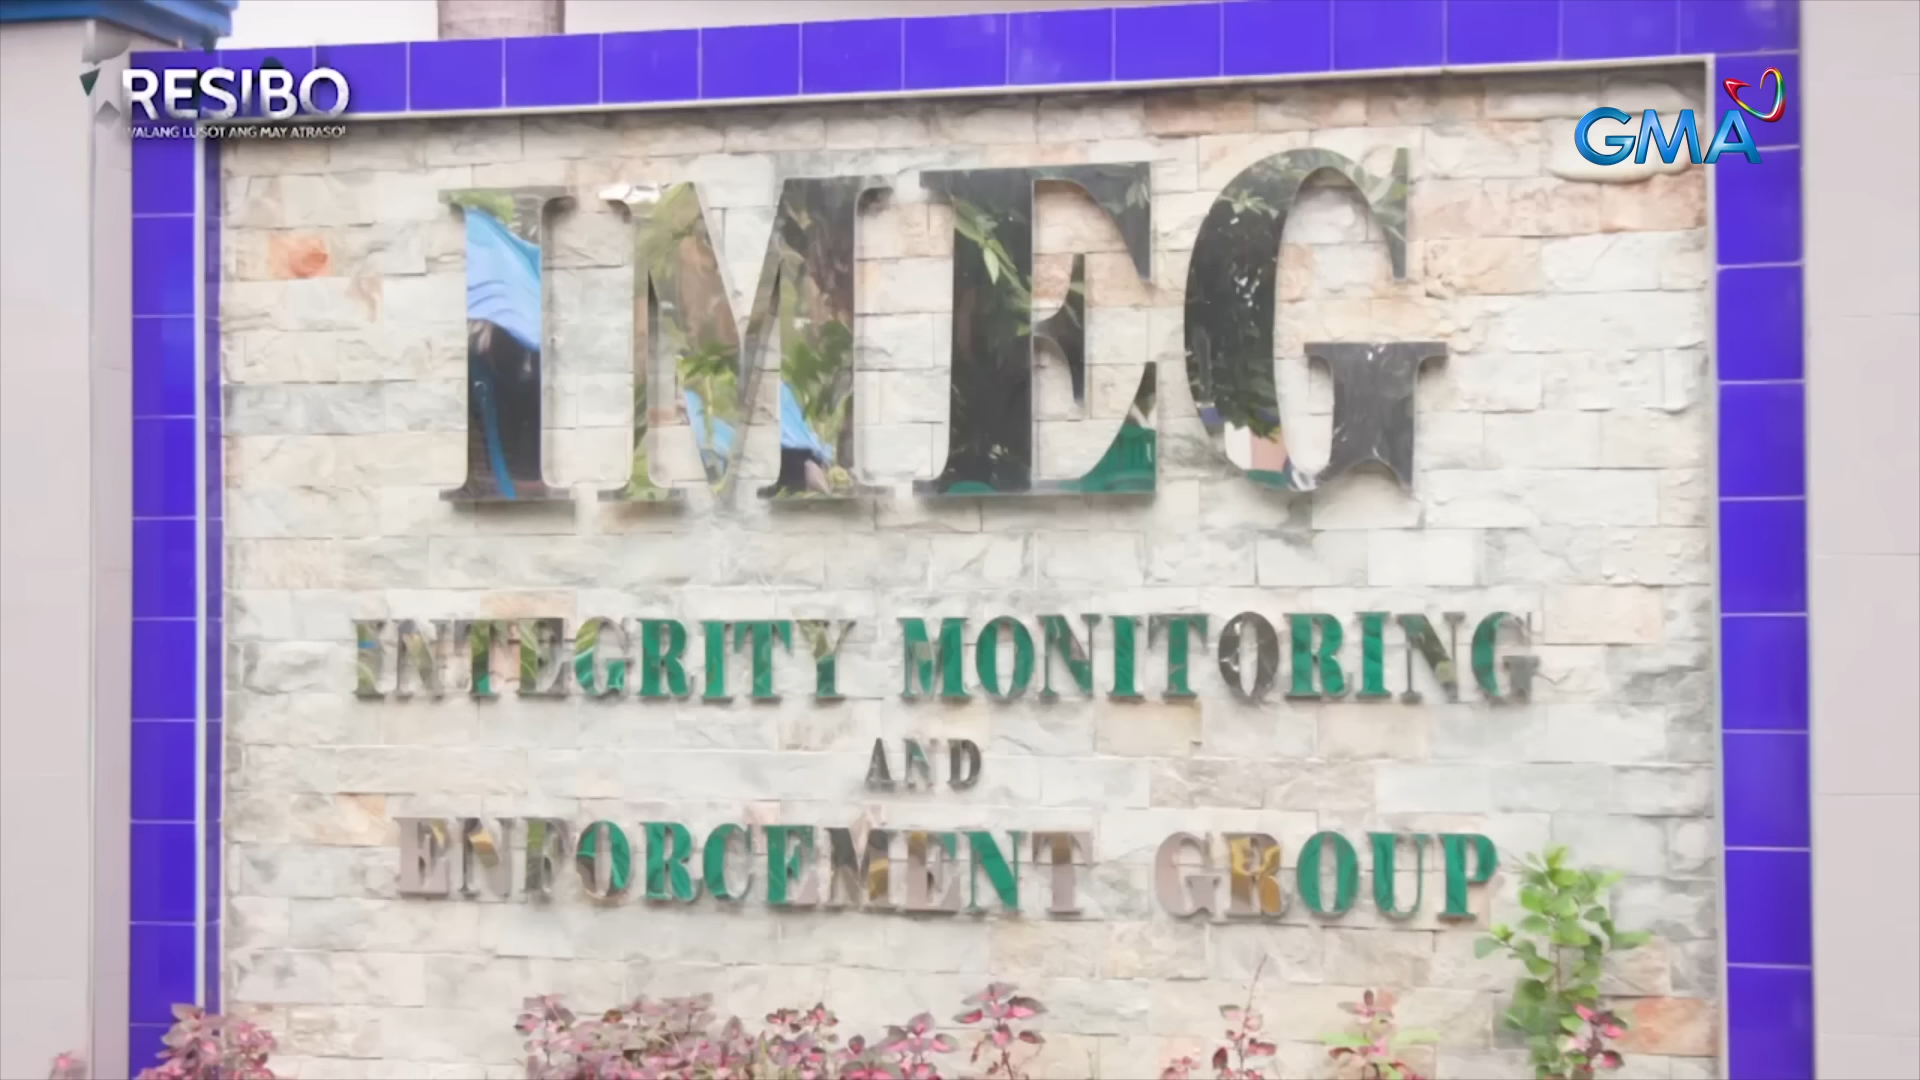 RESIBO
WALANG LUSOT ANG MAY ATRASO!
GMA
IMEG
INTEGRITY MONITORING
AND
ENFORCEMENT GROUP